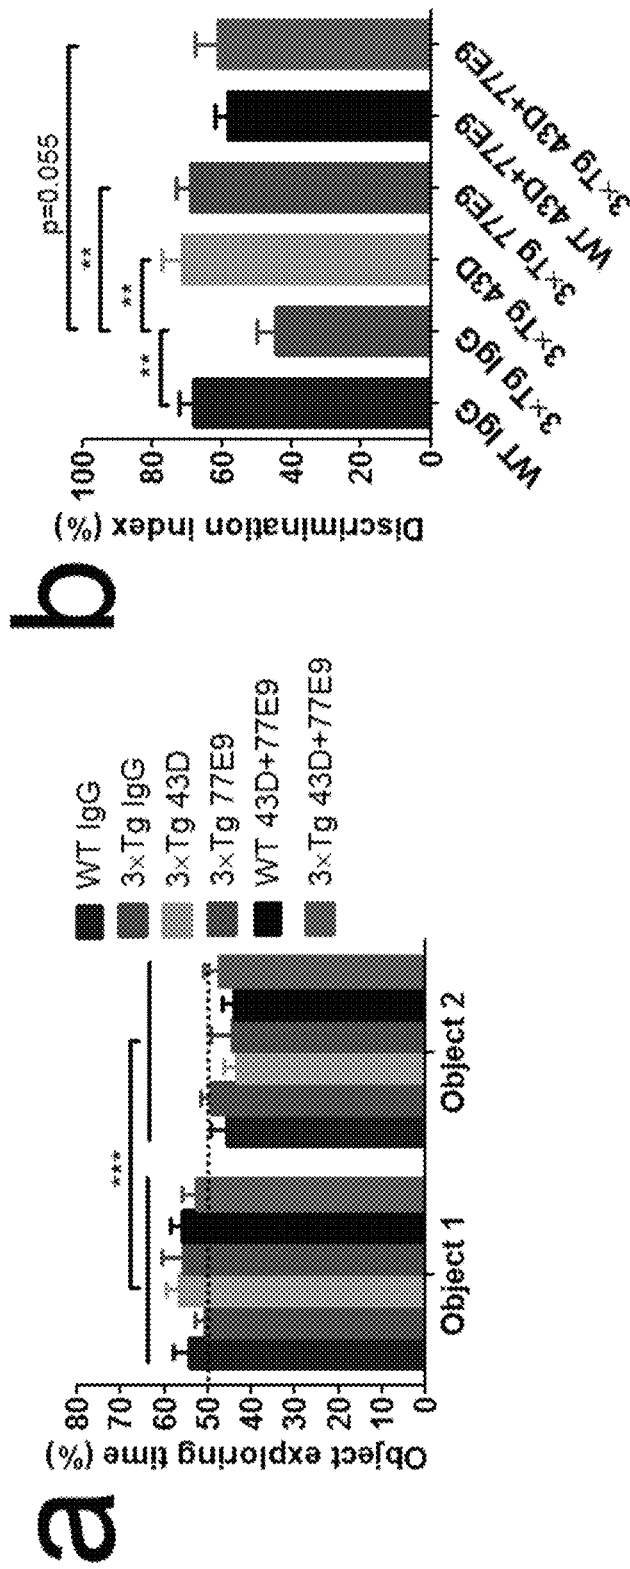 a
Object exploring time (%)
80
70
60
50
40
30
20
10
0
***
Object 1
Object 2
WT IgG
3×Tg IgG
3×Tg 43D
3×Tg 77E9
WT 43D+77E9
3×Tg 43D+77E9
b
Discrimination index (%)
100
80
60
40
20
0
**
**
**
p=0.055
WT IgG
3×Tg IgG
3×Tg 43D
3×Tg 77E9
WT 43D+77E9
3×Tg 43D+77E9